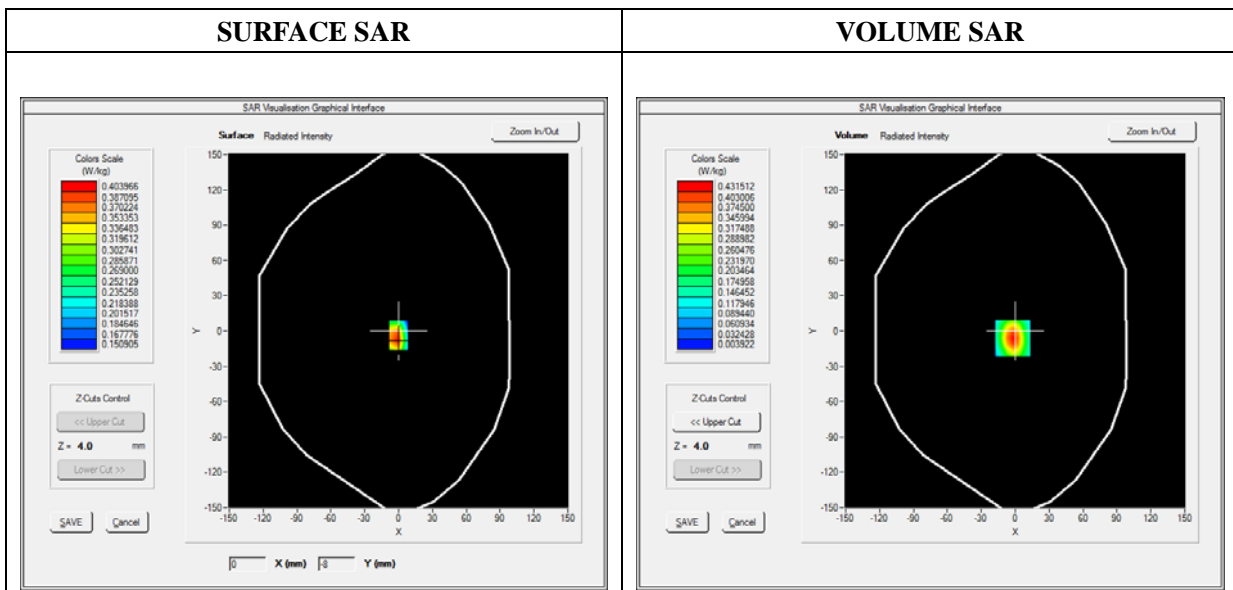 SURFACE SAR
SAR Visualisation Graphical Interface
Surface Radiated Intensity
Zoom In/Out
Colors Scale
(W/kg)
0.403966
0.387095
0.370224
0.353353
0.336483
0.319612
0.302741
0.285871
0.269000
0.252129
0.235258
0.218388
0.201517
0.184646
0.167776
0.150905
Z-Cuts Control
<< Upper Cut
Z = 4.0 mm
Lower Cut >>
SAVE Cancel
150
120
90
60
30
0
-30
-60
-90
-120
-150
Y
-150 -120 -90 -60 -30 0 30 60 90 120 150
X
0 X (mm) -8 Y (mm)
VOLUME SAR
SAR Visualisation Graphical Interface
Volume Radiated Intensity
Zoom In/Out
Colors Scale
(W/kg)
0.431512
0.403006
0.374500
0.345994
0.317488
0.288982
0.260476
0.231970
0.203464
0.174958
0.146452
0.117946
0.089440
0.060934
0.032428
0.003922
Z-Cuts Control
<< Upper Cut
Z = 4.0 mm
Lower Cut >>
SAVE Cancel
150
120
90
60
30
0
-30
-60
-90
-120
-150
Y
-150 -120 -90 -60 -30 0 30 60 90 120 150
X